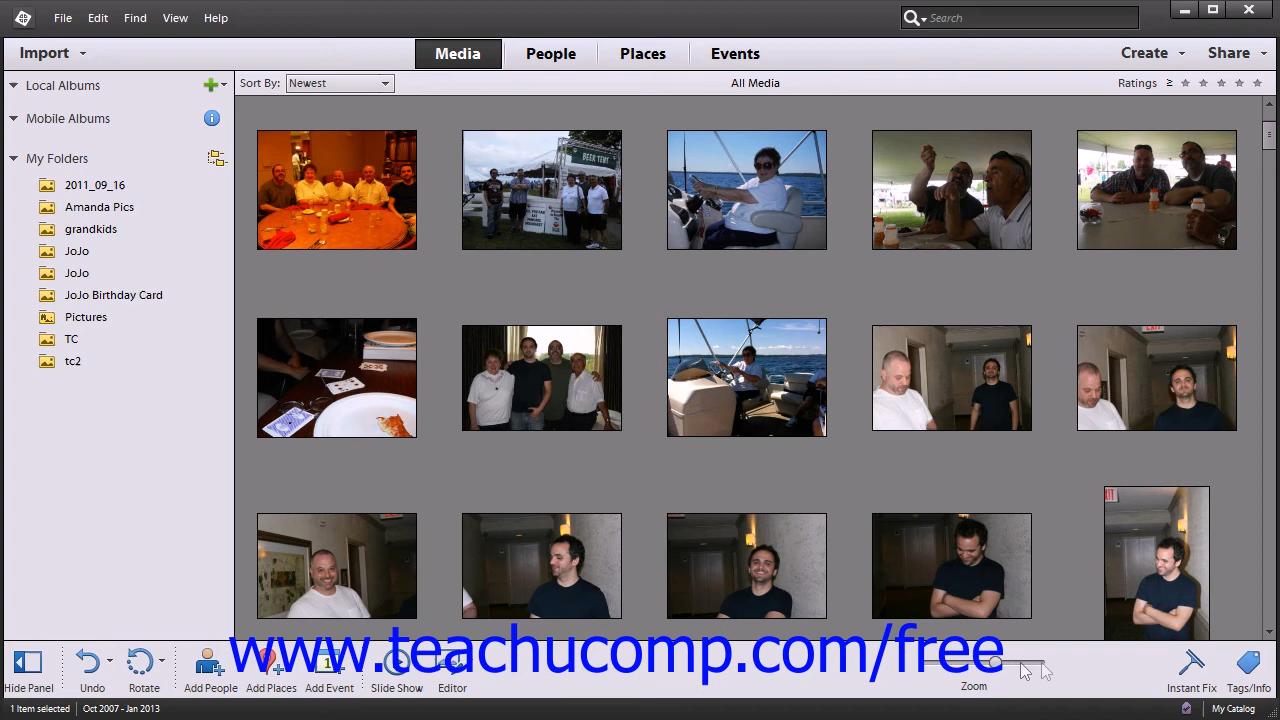 File Edit Find View Help
Search
Import Media People Places Events Create Share
Local Albums
Sort By: Newest All Media Ratings ≥
Mobile Albums
My Folders
2011_09_16
Amanda Pics
grandkids
JoJo
JoJo
JoJo Birthday Card
Pictures
TC
tc2
BEER TENT
EXIT
www.teachucomp.com/free
Hide Panel Undo Rotate Add People Add Places Add Event Slide Show Editor Zoom Instant Fix Tags/Info
1 Item selected Oct 2007 - Jan 2013 My Catalog